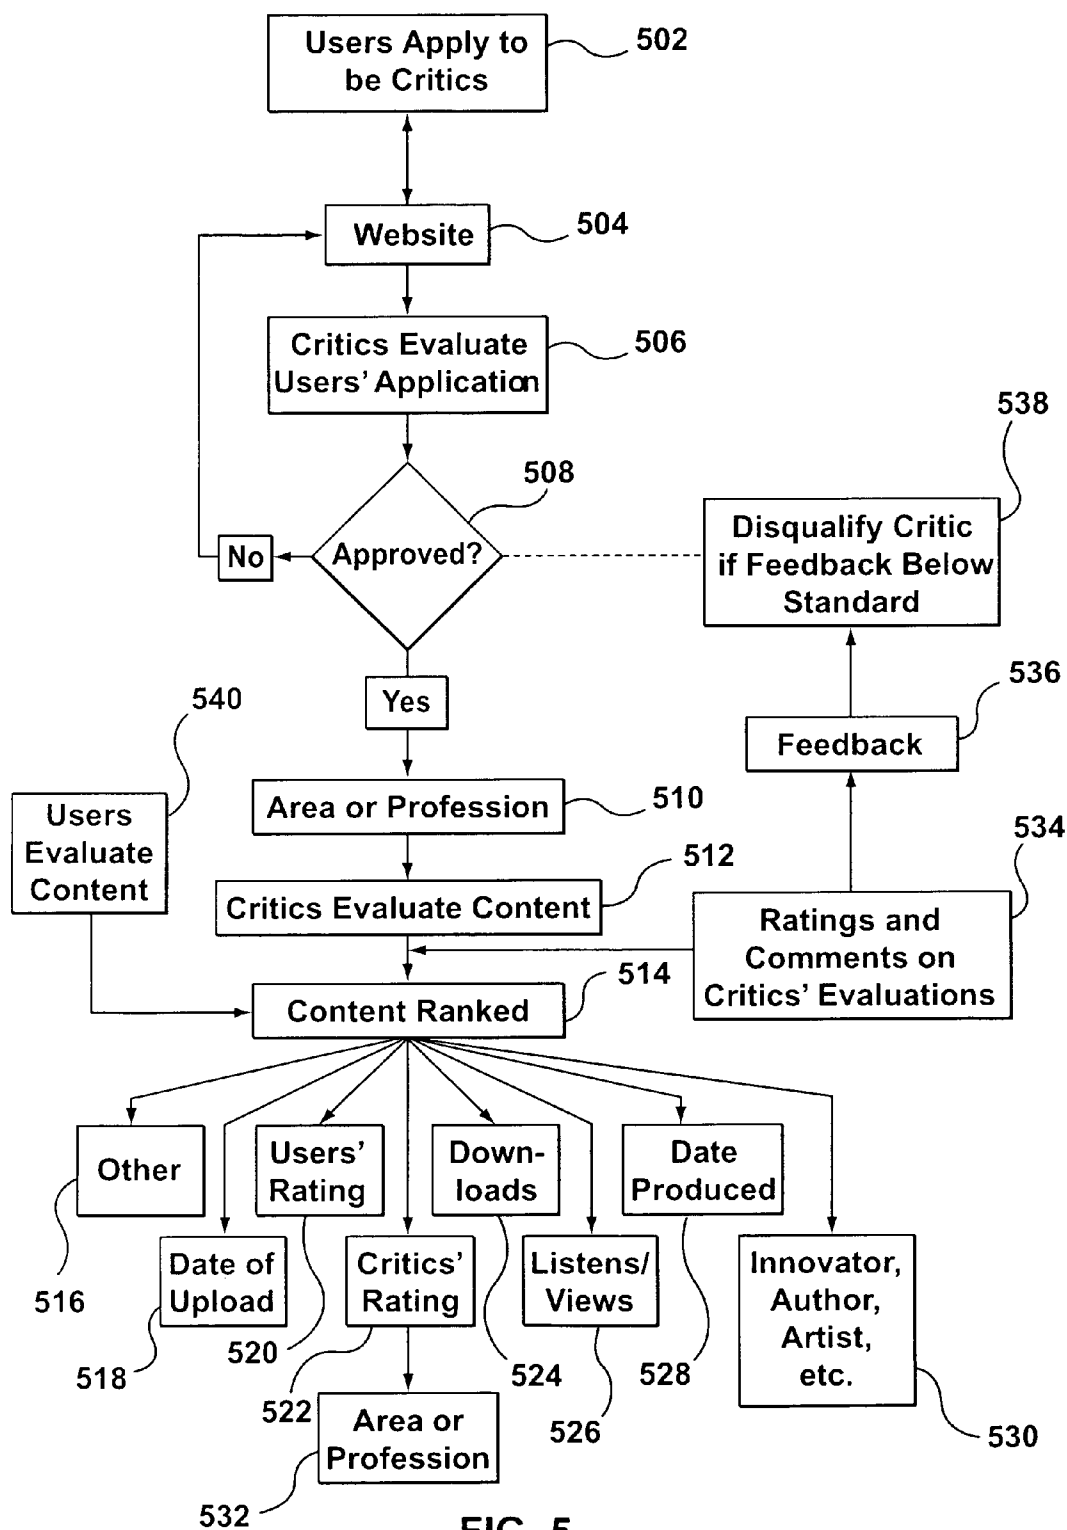 Users Apply to
be Critics
502
Website
504
Critics Evaluate
Users' Application
506
538
508
Approved?
No
Disqualify Critic
if Feedback Below
Standard
Yes
540
536
Feedback
Area or Profession
510
Users
Evaluate
Content
534
512
Critics Evaluate Content
Ratings and
Comments on
Critics' Evaluations
514
Content Ranked
Other
Users'
Rating
Down-
loads
Date
Produced
516
Date of
Upload
Critics'
Rating
Listens/
Views
Innovator,
Author,
Artist,
etc.
518
520
522
524
526
528
530
Area or
Profession
532
FIG. 5